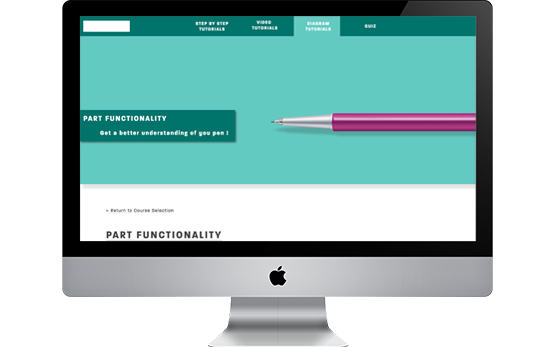 STEP BY STEP
TUTORIALS
VIDEO
TUTORIALS
DIAGRAM
TUTORIALS
QUIZ
PART FUNCTIONALITY
Get a better understanding of you pen !
< Return to Course Selection
PART FUNCTIONALITY